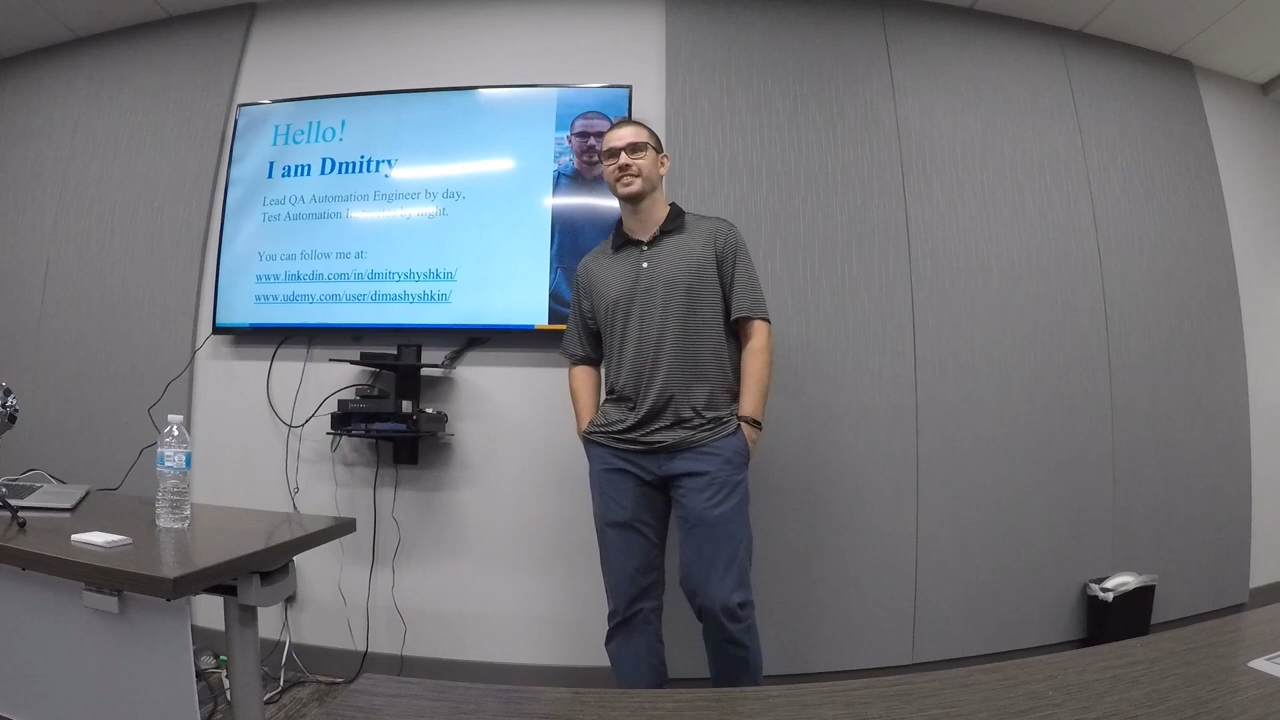 Hello!
I am Dmitry
Lead QA Automation Engineer by day,
Test Automation by night.
You can follow me at:
www.linkedin.com/in/dmitryshyshkin/
www.udemy.com/user/dimashyshkin/